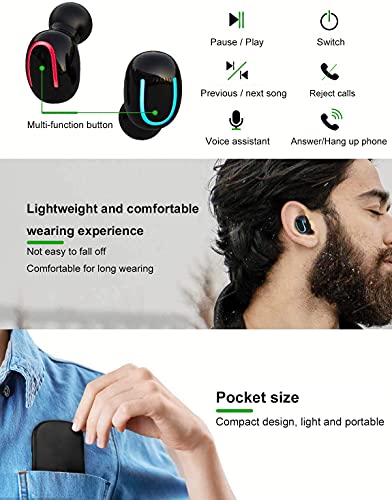 Pause / Play
Switch
Previous / next song
Reject calls
Multi-function button
Voice assistant
Answer/Hang up phone
Lightweight and comfortable
wearing experience
Not easy to fall off
Comfortable for long wearing
Pocket size
Compact design, light and portable